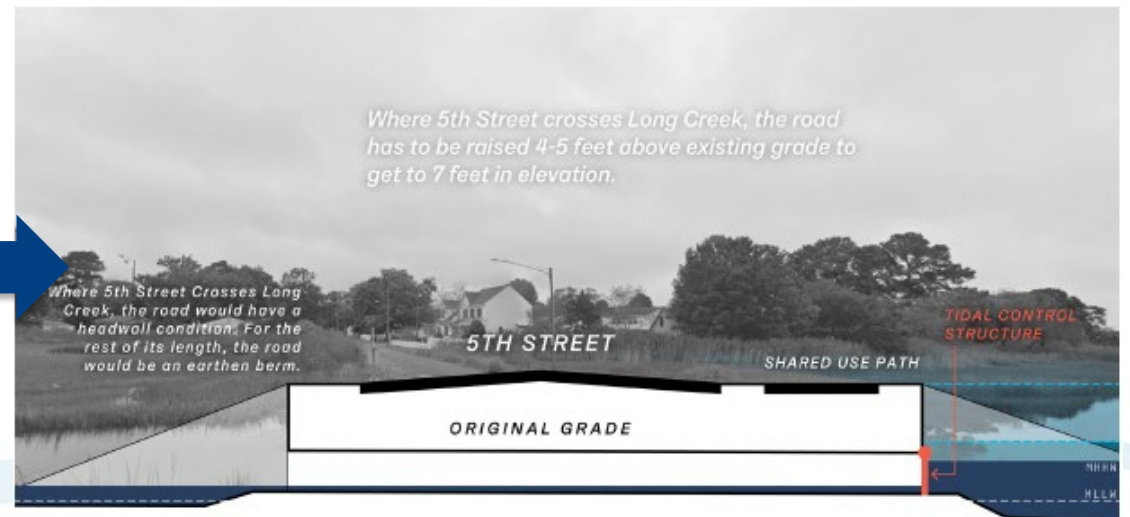 Where 5th Street crosses Long Creek, the road
has to be raised 4-5 feet above existing grade to
get to 7 feet in elevation.
Where 5th Street Crosses Long
Creek, the road would have a
headwall condition. For the
rest of its length, the road
would be an earthen berm.
5TH STREET
SHARED USE PATH
TIDAL CONTROL
STRUCTURE
ORIGINAL GRADE
MHHW
MLLW